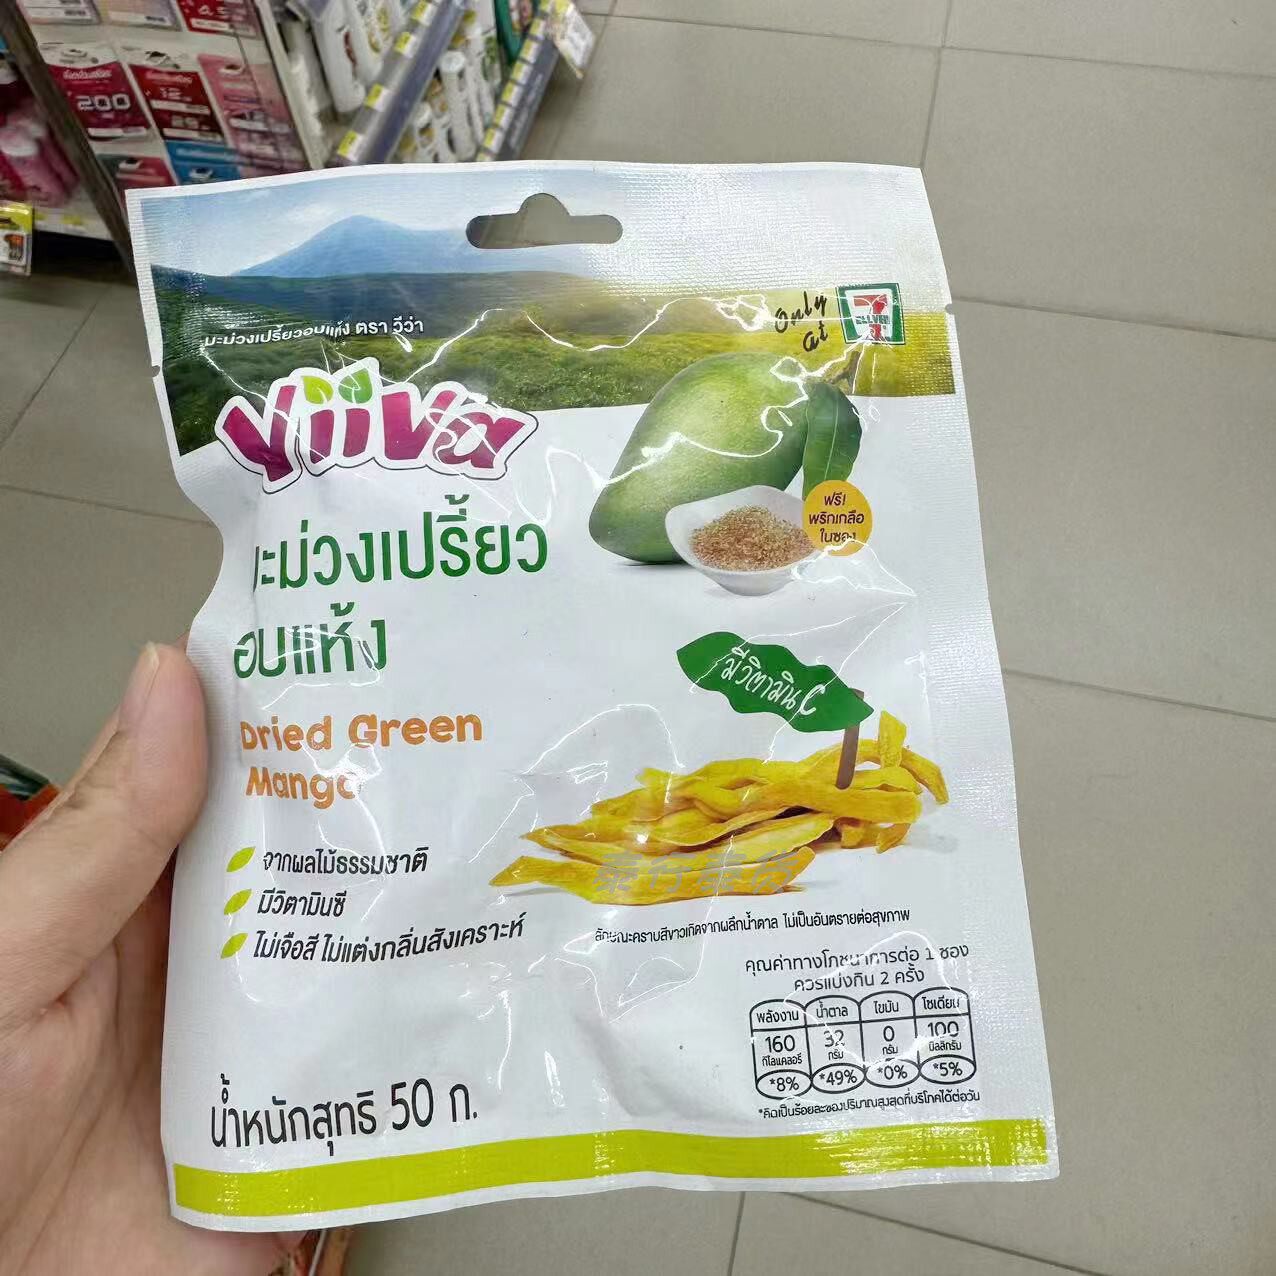 มะม่วงเปรี้ยวอบแห้ง ตรา วีว่า
Only
at
7
ELEVEN
Yiiva
มะม่วงเปรี้ยว
อบแห้ง
Dried Green
Mango
ฟรี!
พริกเกลือ
ในซอง
มีวิตามิน C
จากผลไม้ธรรมชาติ
มีวิตามินซี
ไม่เจือสี ไม่แต่งกลิ่นสังเคราะห์
泰行泰货
ลักษณะคราบสีขาวเกิดจากผลึกน้ำตาล ไม่เป็นอันตรายต่อสุขภาพ
คุณค่าทางโภชนาการต่อ 1 ซอง
ควรแบ่งกิน 2 ครั้ง
พลังงาน น้ำตาล ไขมัน โซเดียม
160 32 0 100
กิโลแคลอรี กรัม กรัม มิลลิกรัม
*8% *49% *0% *5%
*คิดเป็นร้อยละของปริมาณสูงสุดที่บริโภคได้ต่อวัน
น้ำหนักสุทธิ 50 ก.
200
12